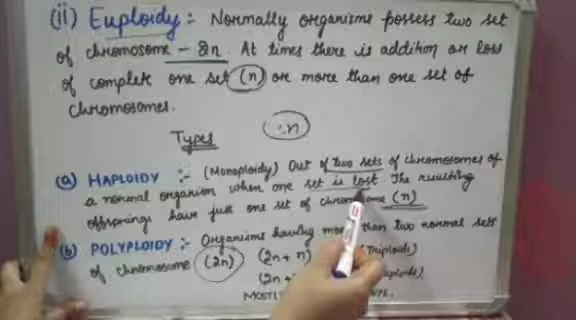 (ii) Euploidy :- Normally organisms possess two set
of chromosome - 2n. At times there is addition or loss
of complete one set (n) or more than one set of
chromosomes.
n
Types
(a) HAPLOIDY :- (Monoploidy) Out of two sets of chromosomes of
a normal organism when one set is lost. The resulting
offsprings have just one set of chromosome (n)
(b) POLYPLOIDY :- Organisms having more than two normal sets
of chromosome (2n) (2n + n) (Triploids)
(2n +
MOSTL